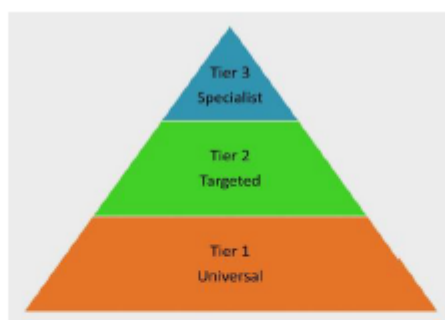 Tier 3
Specialist
Tier 2
Targeted
Tier 1
Universal